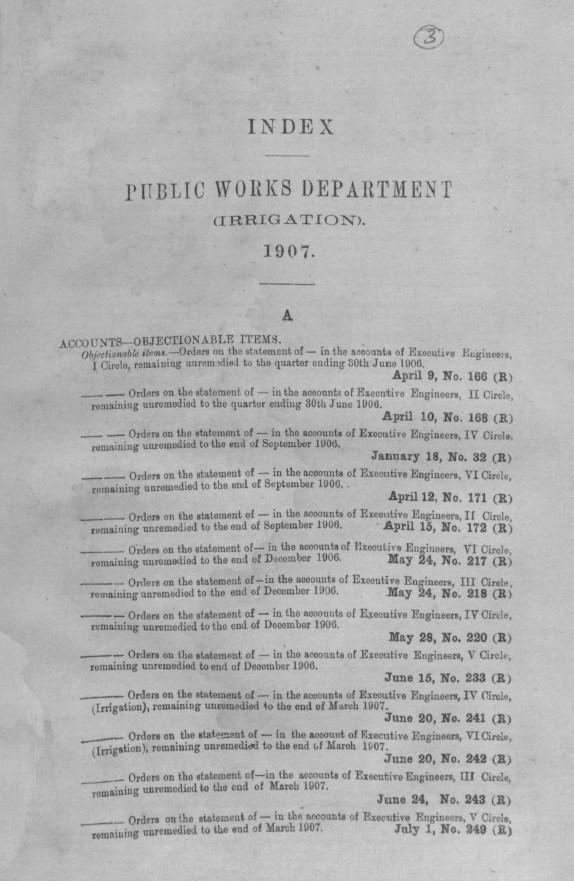 3
INDEX
PUBLIC WORKS DEPARTMENT
(IRRIGATION).
1907.
A
ACCOUNTS—OBJECTIONABLE ITEMS.
Objectionable items.—Orders on the statement of — in the accounts of Executive Engineers,
I Circle, remaining unremedied to the quarter ending 30th June 1906.
April 9, No. 166 (R)
—— —— Orders on the statement of — in the accounts of Executive Engineers, II Circle,
remaining unremedied to the quarter ending 30th June 1906.
April 10, No. 168 (R)
—— —— Orders on the statement of — in the accounts of Executive Engineers, IV Circle,
remaining unremedied to the end of September 1906.
January 18, No. 32 (R)
———— Orders on the statement of — in the accounts of Executive Engineers, VI Circle,
remaining unremedied to the end of September 1906.
April 12, No. 171 (R)
———— Orders on the statement of — in the accounts of Executive Engineers, II Circle,
remaining unremedied to the end of September 1906. April 15, No. 172 (R)
———— Orders on the statement of— in the accounts of Executive Engineers, VI Circle,
remaining unremedied to the end of December 1906. May 24, No. 217 (R)
———— Orders on the statement of—in the accounts of Executive Engineers, III Circle,
remaining unremedied to the end of December 1906. May 24, No. 218 (R)
———— Orders on the statement of — in the accounts of Executive Engineers, IV Circle,
remaining unremedied to the end of December 1906.
May 28, No. 220 (R)
———— Orders on the statement of — in the accounts of Executive Engineers, V Circle,
remaining unremedied to end of December 1906.
June 15, No. 233 (R)
———— Orders on the statement of — in the accounts of Executive Engineers, IV Circle,
(Irrigation), remaining unremedied to the end of March 1907.
June 20, No. 241 (R)
———— Orders on the statement of — in the account of Executive Engineers, VI Circle,
(Irrigation), remaining unremedied to the end of March 1907.
June 20, No. 242 (R)
———— Orders on the statement of—in the accounts of Executive Engineers, III Circle,
remaining unremedied to the end of March 1907.
June 24, No. 243 (R)
———— Orders on the statement of — in the accounts of Executive Engineers, V Circle,
remaining unremedied to the end of March 1907. July 1, No. 249 (R)